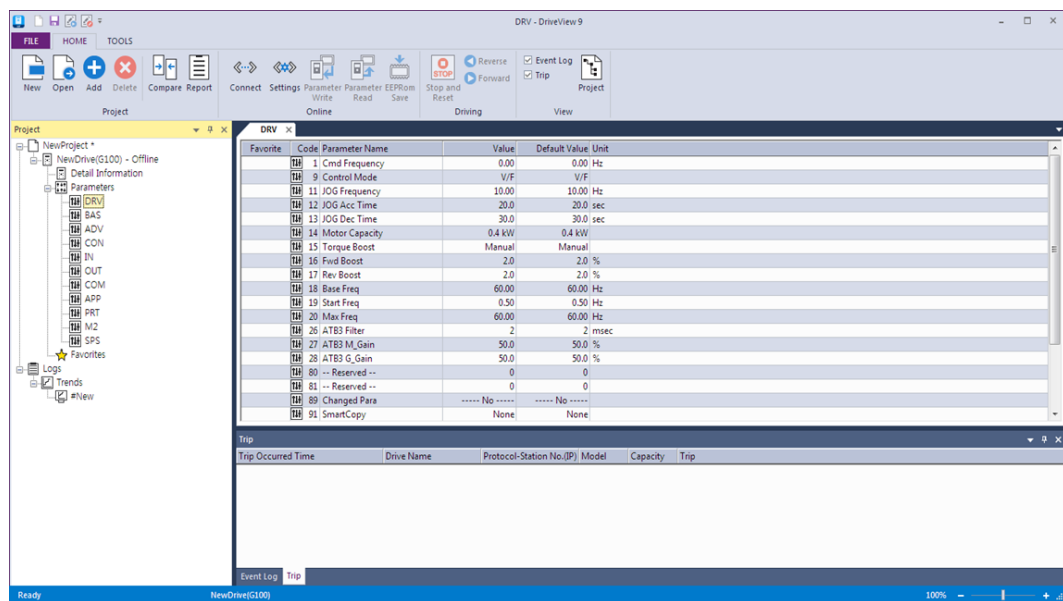 DRV - DriveView 9
FILE HOME TOOLS
New Open Add Delete Compare Report Connect Settings Parameter Write Parameter Read EEPRom Save Stop and Reset Reverse Forward Event Log Trip Project
STOP
Project Online Driving View
Project
NewProject *
NewDrive(G100) - Offline
Detail Information
Parameters
DRV
BAS
ADV
CON
IN
OUT
COM
APP
PRT
M2
SPS
Favorites
Logs
Trends
#New
DRV
Favorite Code Parameter Name Value Default Value Unit
1 Cmd Frequency 0.00 0.00 Hz
9 Control Mode V/F V/F
11 JOG Frequency 10.00 10.00 Hz
12 JOG Acc Time 20.0 20.0 sec
13 JOG Dec Time 30.0 30.0 sec
14 Motor Capacity 0.4 kW 0.4 kW
15 Torque Boost Manual Manual
16 Fwd Boost 2.0 2.0 %
17 Rev Boost 2.0 2.0 %
18 Base Freq 60.00 60.00 Hz
19 Start Freq 0.50 0.50 Hz
20 Max Freq 60.00 60.00 Hz
26 ATB3 Filter 2 2 msec
27 ATB3 M_Gain 50.0 50.0 %
28 ATB3 G_Gain 50.0 50.0 %
80 -- Reserved -- 0 0
81 -- Reserved -- 0 0
89 Changed Para ----- No ----- ----- No -----
91 SmartCopy None None
Trip
Trip Occurred Time Drive Name Protocol-Station No.(IP) Model Capacity Trip
Event Log Trip
Ready NewDrive(G100) 100%